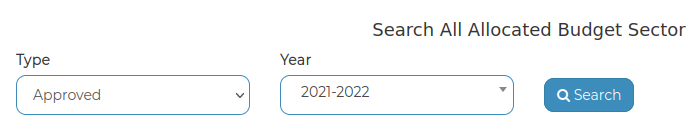 Search All Allocated Budget Sector
Type
Year
Approved
2021-2022
Search